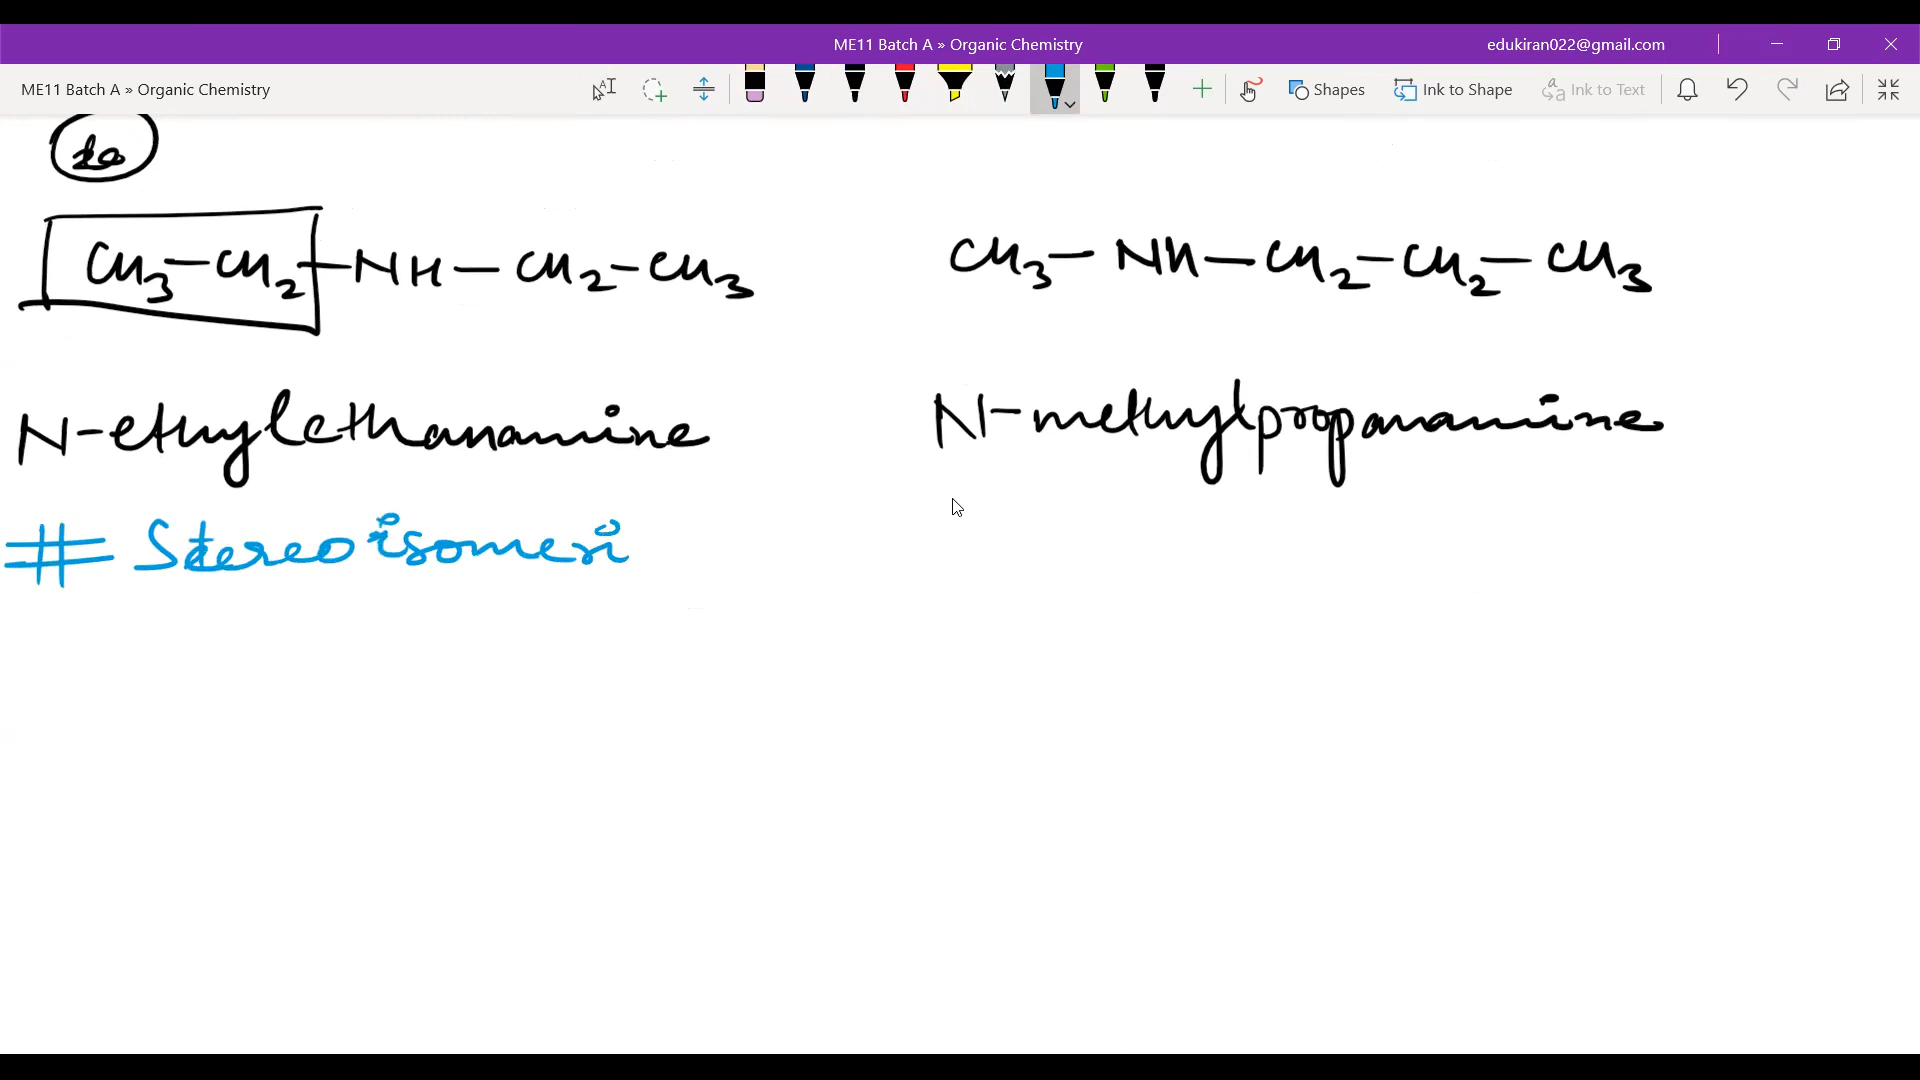 ME11 Batch A » Organic Chemistry edukiran022@gmail.com
ME11 Batch A » Organic Chemistry Shapes Ink to Shape Ink to Text
CH3-CH2-NH-CH2-CH3
CH3-NH-CH2-CH2-CH3
N-ethylethanamine
N-methylpropanamine
# Stereoisomeri